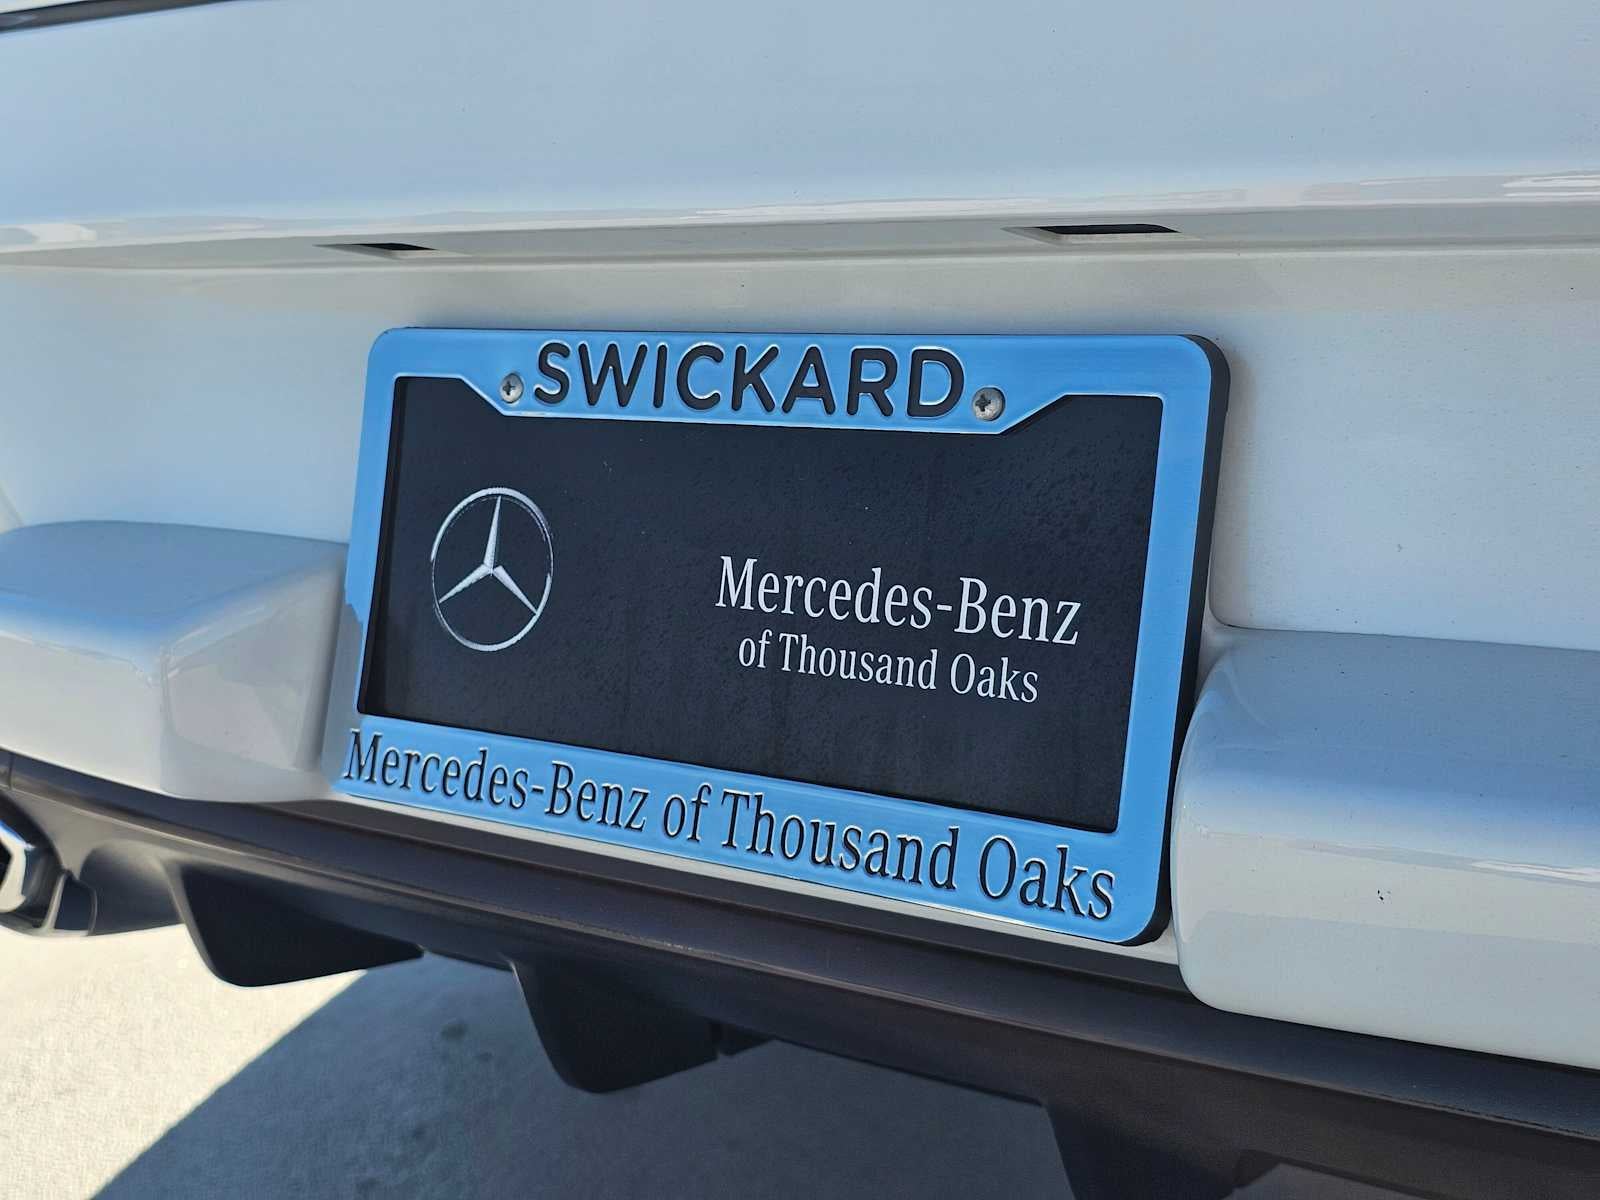 SWICKARD
Mercedes-Benz
of Thousand Oaks
Mercedes-Benz of Thousand Oaks